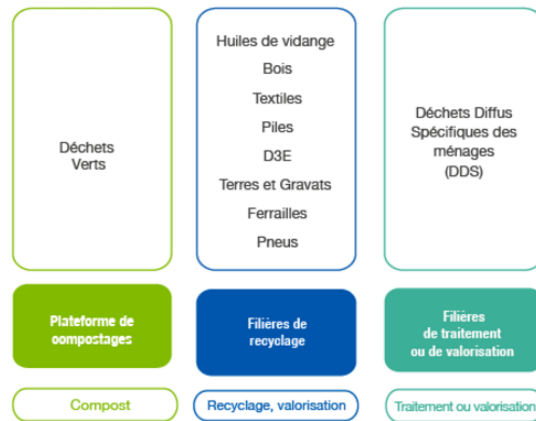 Déchets
Verts
Huiles de vidange
Bois
Textiles
Piles
D3E
Terres et Gravats
Ferrailles
Pneus
Déchets Diffus
Spécifiques des
ménages
(DDS)
Plateforme de
oompostages
Filières de
recyclage
Filières
de traitement
ou de valorisation
Compost
Recyclage, valorisation
Traitement ou valorisation